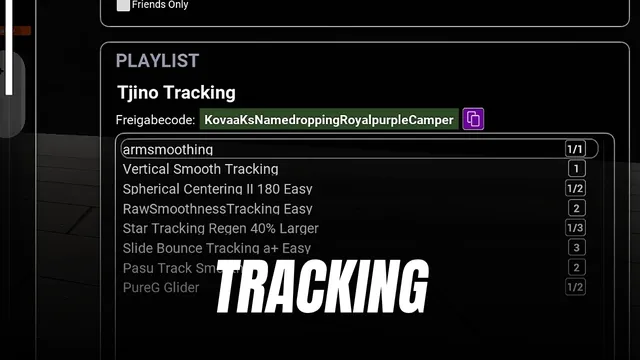 Friends Only
PLAYLIST
Tjino Tracking
Freigabecode: KovaaKsNamedroppingRoyalpurpleCamper
armsmoothing 1/1
Vertical Smooth Tracking 1
Spherical Centering II 180 Easy 1/2
RawSmoothnessTracking Easy 2
Star Tracking Regen 40% Larger 1/3
Slide Bounce Tracking a+ Easy 3
Pasu Track 2
PureG Glider 1/2
TRACKING